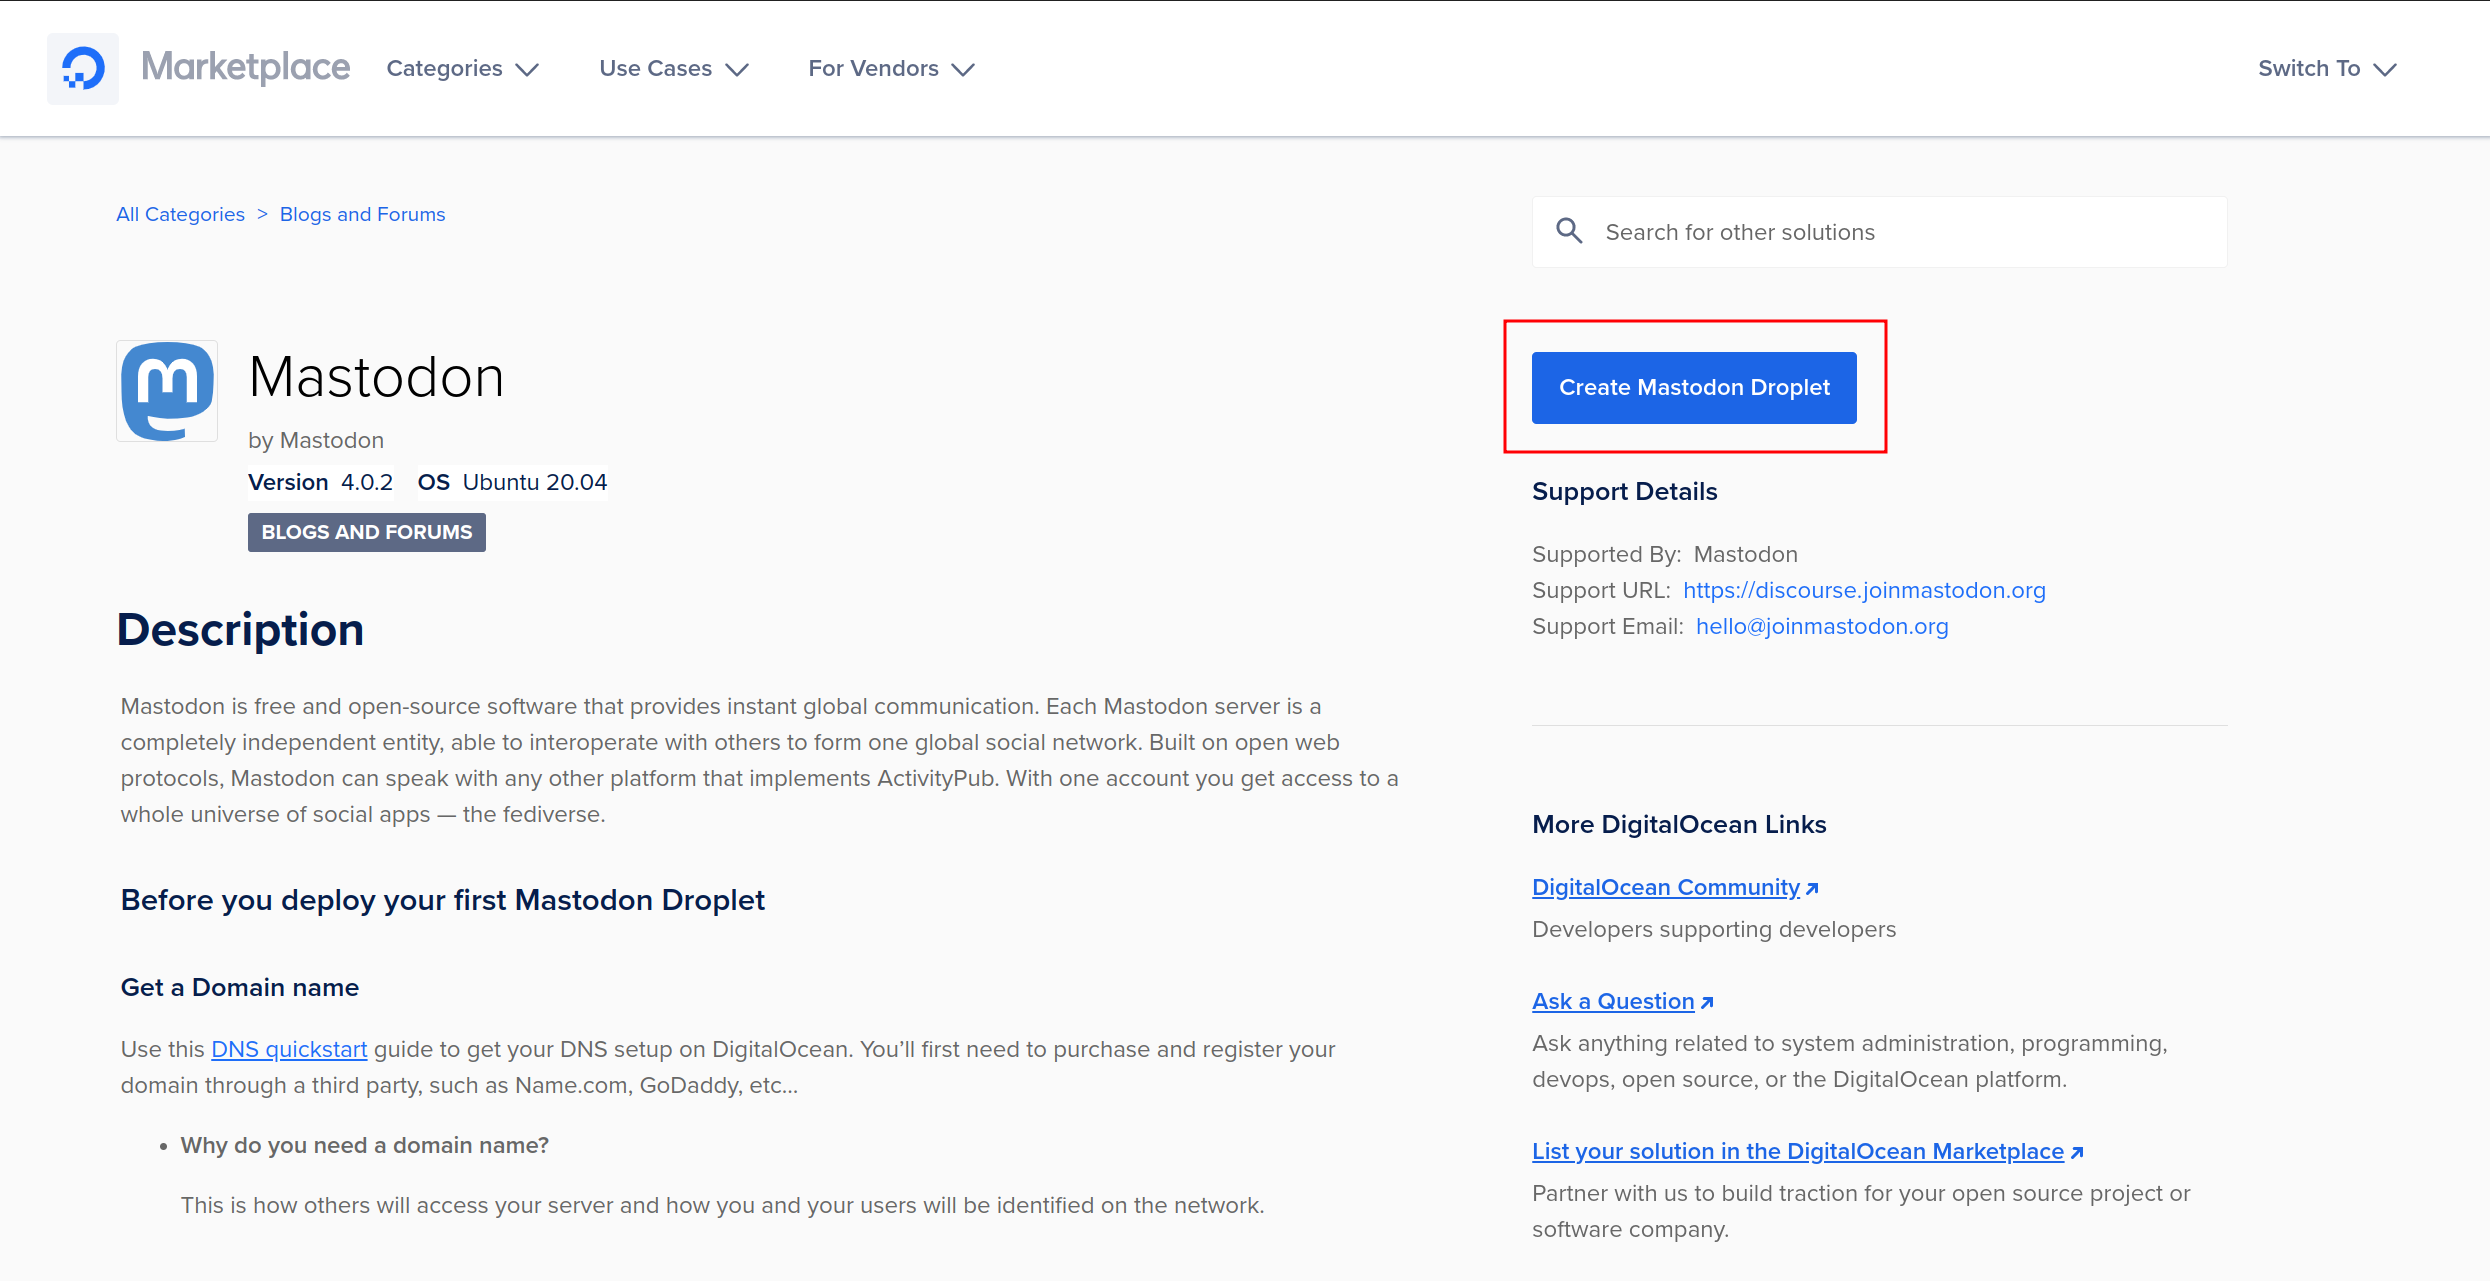 Marketplace
Categories
Use Cases
For Vendors
Switch To
All Categories > Blogs and Forums
Search for other solutions
Mastodon
by Mastodon
Version 4.0.2 OS Ubuntu 20.04
BLOGS AND FORUMS
Description
Mastodon is free and open-source software that provides instant global communication. Each Mastodon server is a
completely independent entity, able to interoperate with others to form one global social network. Built on open web
protocols, Mastodon can speak with any other platform that implements ActivityPub. With one account you get access to a
whole universe of social apps — the fediverse.
Before you deploy your first Mastodon Droplet
Get a Domain name
Use this DNS quickstart guide to get your DNS setup on DigitalOcean. You’ll first need to purchase and register your
domain through a third party, such as Name.com, GoDaddy, etc...
• Why do you need a domain name?
This is how others will access your server and how you and your users will be identified on the network.
Create Mastodon Droplet
Support Details
Supported By: Mastodon
Support URL: https://discourse.joinmastodon.org
Support Email: hello@joinmastodon.org
More DigitalOcean Links
DigitalOcean Community
Developers supporting developers
Ask a Question
Ask anything related to system administration, programming,
devops, open source, or the DigitalOcean platform.
List your solution in the DigitalOcean Marketplace
Partner with us to build traction for your open source project or
software company.